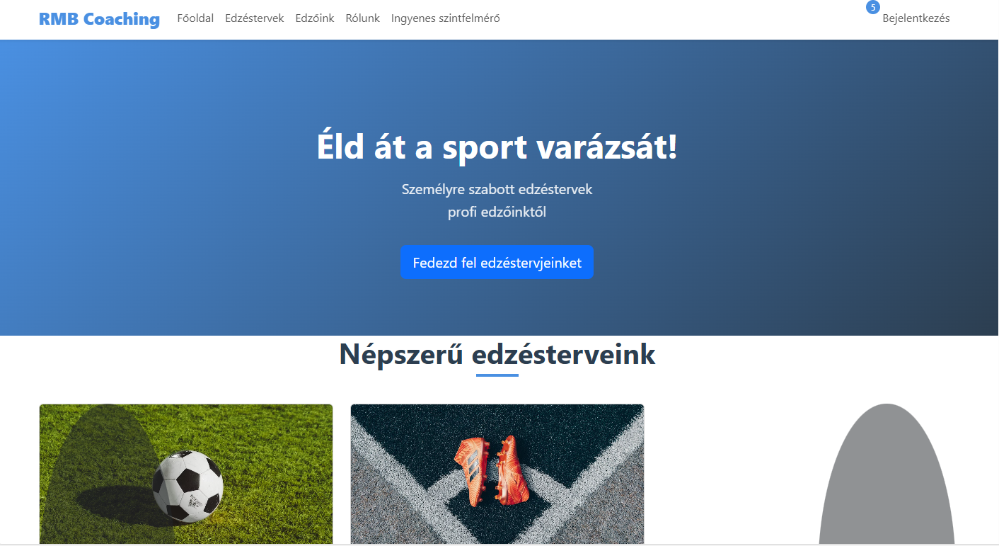 RMB Coaching
Főoldal
Edzéstervek
Edzőink
Rólunk
Ingyenes szintfelmérő
5
Bejelentkezés
Éld át a sport varázsát!
Személyre szabott edzéstervek
profi edzőinktől
Fedezd fel edzéstervjeinket
Népszerű edzésterveink